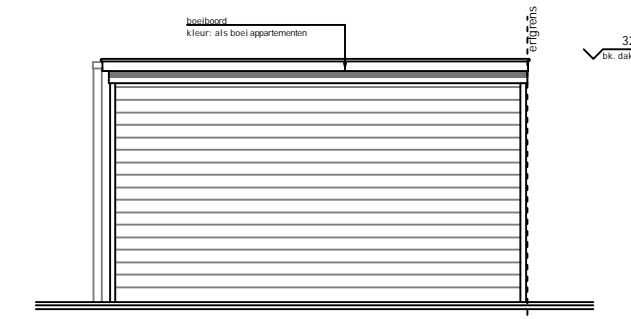 boeiboord
kleur: als boei appartementen
erfgrens
bk. dak